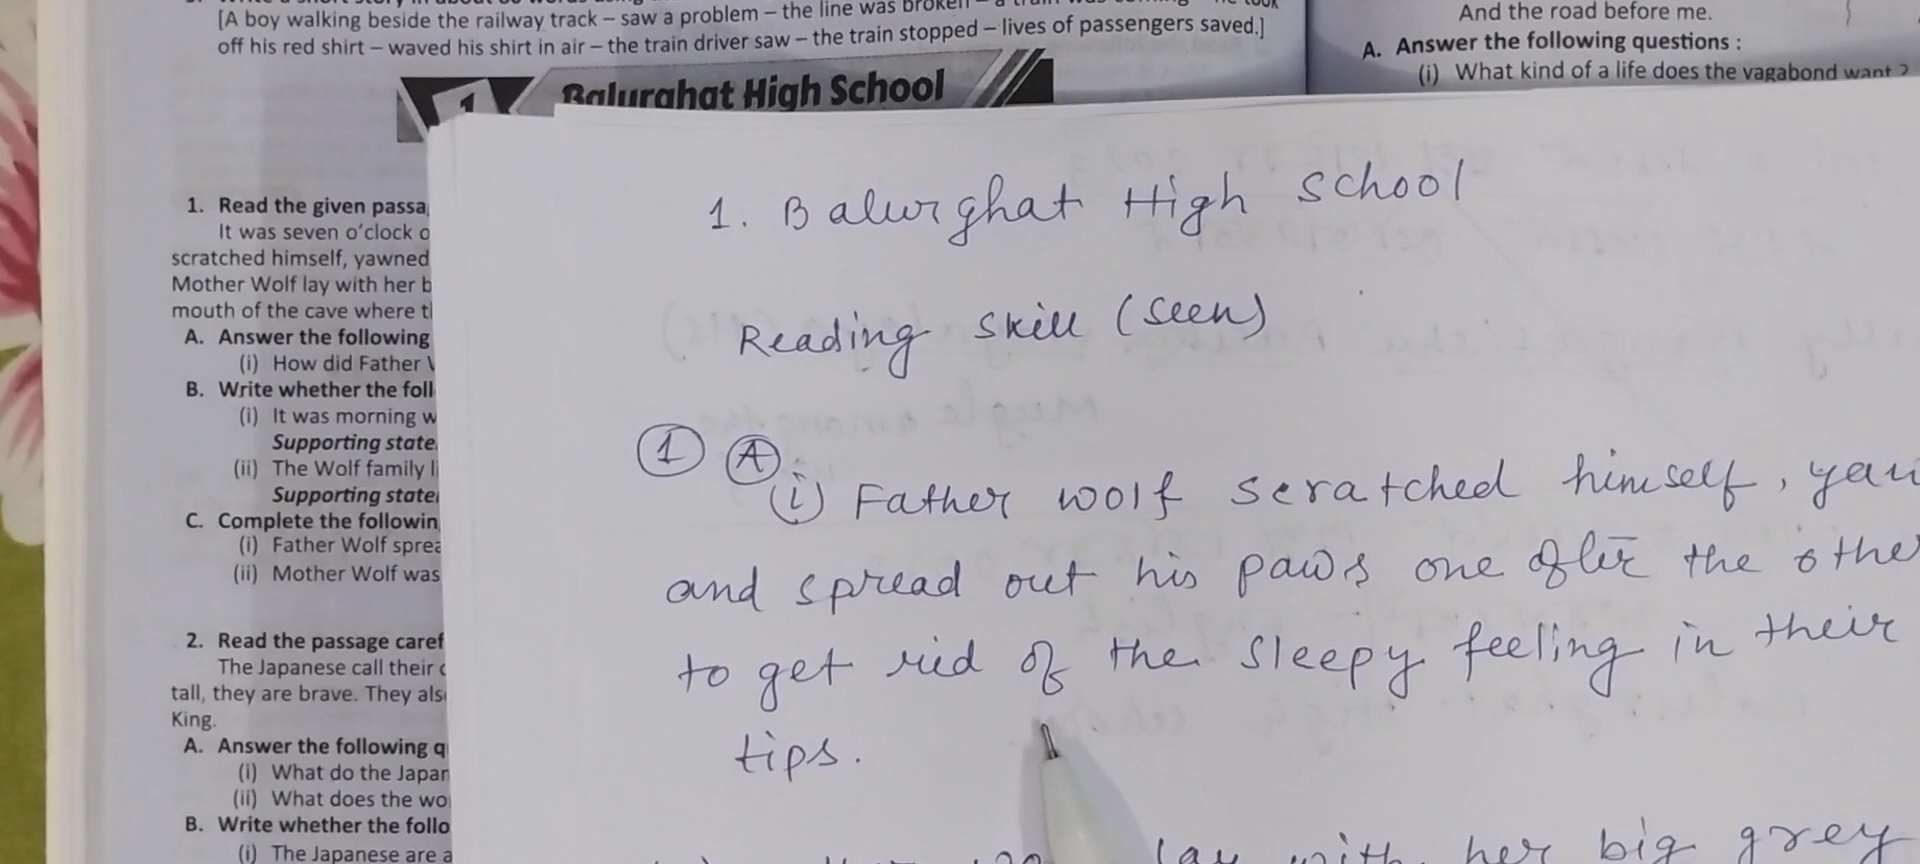 [A boy walking beside the railway track – saw a problem – the line was broken
off his red shirt – waved his shirt in air – the train driver saw – the train stopped – lives of passengers saved.]
1 Balurghat High School
1. Read the given passa
It was seven o'clock o
scratched himself, yawned
Mother Wolf lay with her b
mouth of the cave where t
A. Answer the following
(i) How did Father
B. Write whether the foll
(i) It was morning w
Supporting state
(ii) The Wolf family li
Supporting state
C. Complete the followin
(i) Father Wolf sprea
(ii) Mother Wolf was
2. Read the passage caref
The Japanese call their c
tall, they are brave. They als
King.
A. Answer the following q
(i) What do the Japan
(ii) What does the wo
B. Write whether the follo
(i) The Japanese are a
And the road before me.
A. Answer the following questions :
(i) What kind of a life does the vagabond want ?
1. Balurghat High School
Reading Skill (Seen)
1 A
(i) Father wolf scratched himself, yaw
and spread out his paws one after the other
to get rid of the sleepy feeling in their
tips.
lay with her big grey